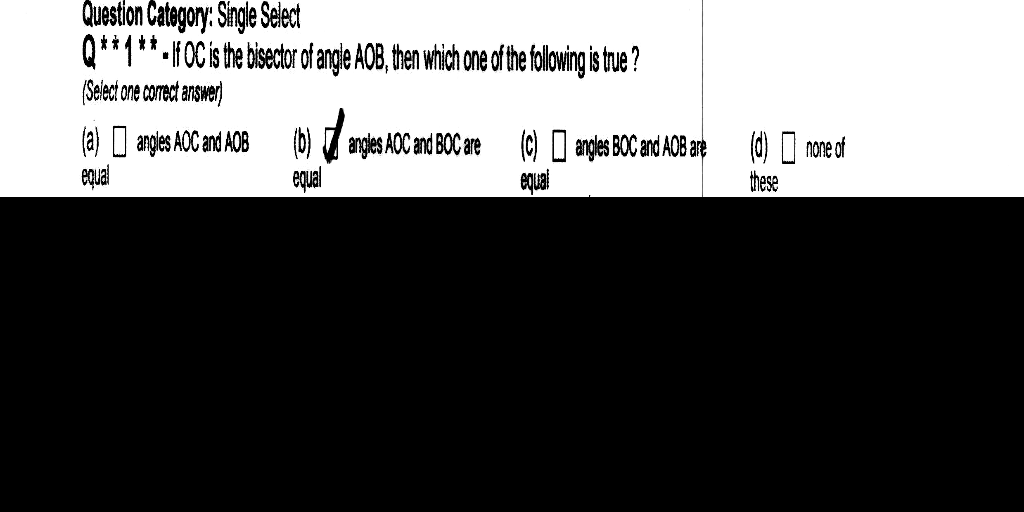 Question Category: Single Select
Q**1** - If OC is the bisector of angle AOB, then which one of the following is true ?
(Select one correct answer)
(a) ☐ angles AOC and AOB equal
(b) ☑ angles AOC and BOC are equal
(c) ☐ angles BOC and AOB are equal
(d) ☐ none of these